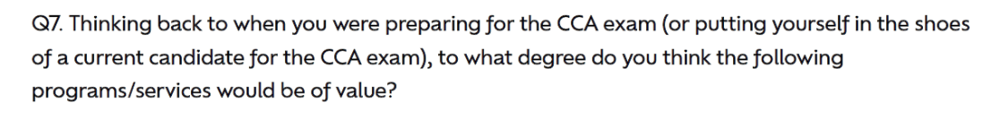 Q7. Thinking back to when you were preparing for the CCA exam (or putting yourself in the shoes
of a current candidate for the CCA exam), to what degree do you think the following
programs/services would be of value?